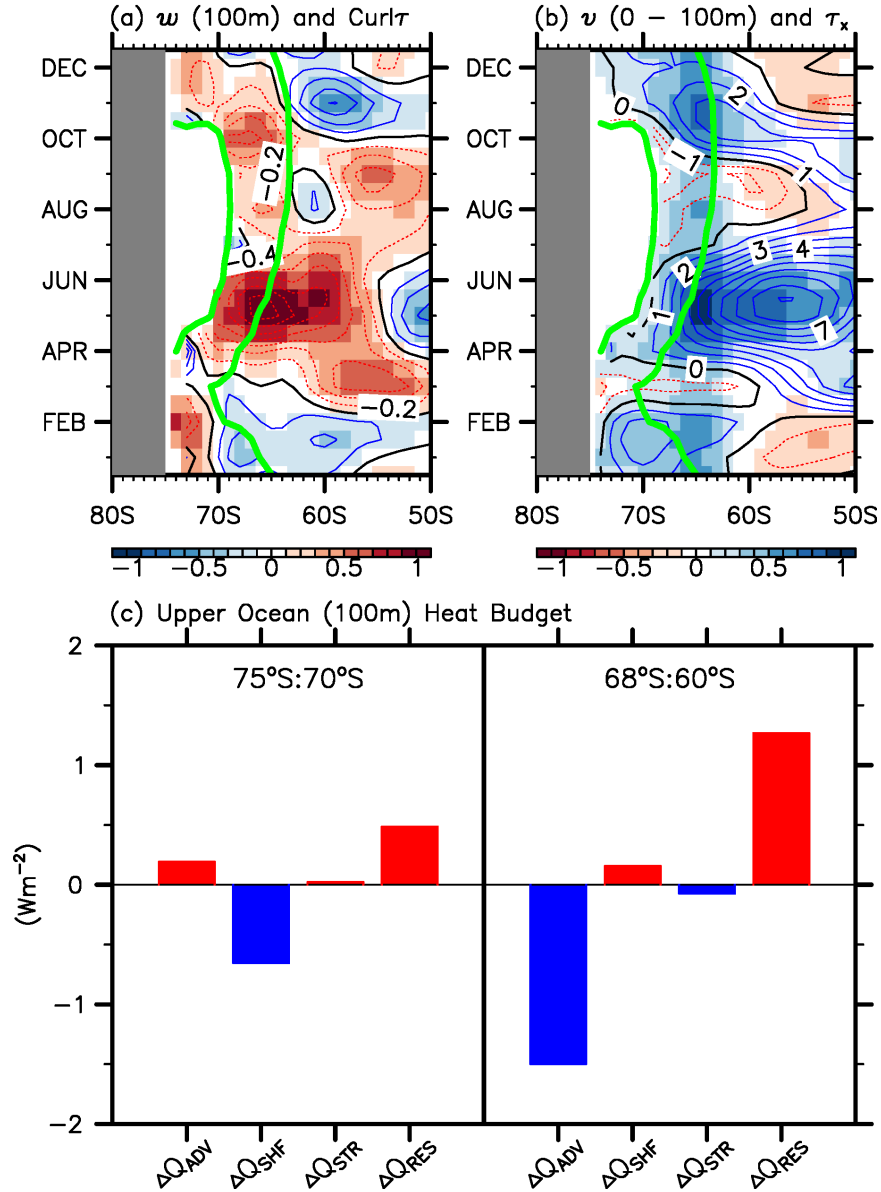 (a) w (100m) and Curlτ
(b) v (0 – 100m) and τx
DEC
OCT
AUG
JUN
APR
FEB
−0.2
−0.4
−0.2
80S 70S 60S 50S
−1 −0.5 0 0.5 1
DEC
OCT
AUG
JUN
APR
FEB
0
2
−1
1
3
4
2
1
7
0
80S 70S 60S 50S
−1 −0.5 0 0.5 1
(c) Upper Ocean (100m) Heat Budget
75°S:70°S
68°S:60°S
(Wm−2)
2
1
0
−1
−2
ΔQADV ΔQSHF ΔQSTR ΔQRES
ΔQADV ΔQSHF ΔQSTR ΔQRES